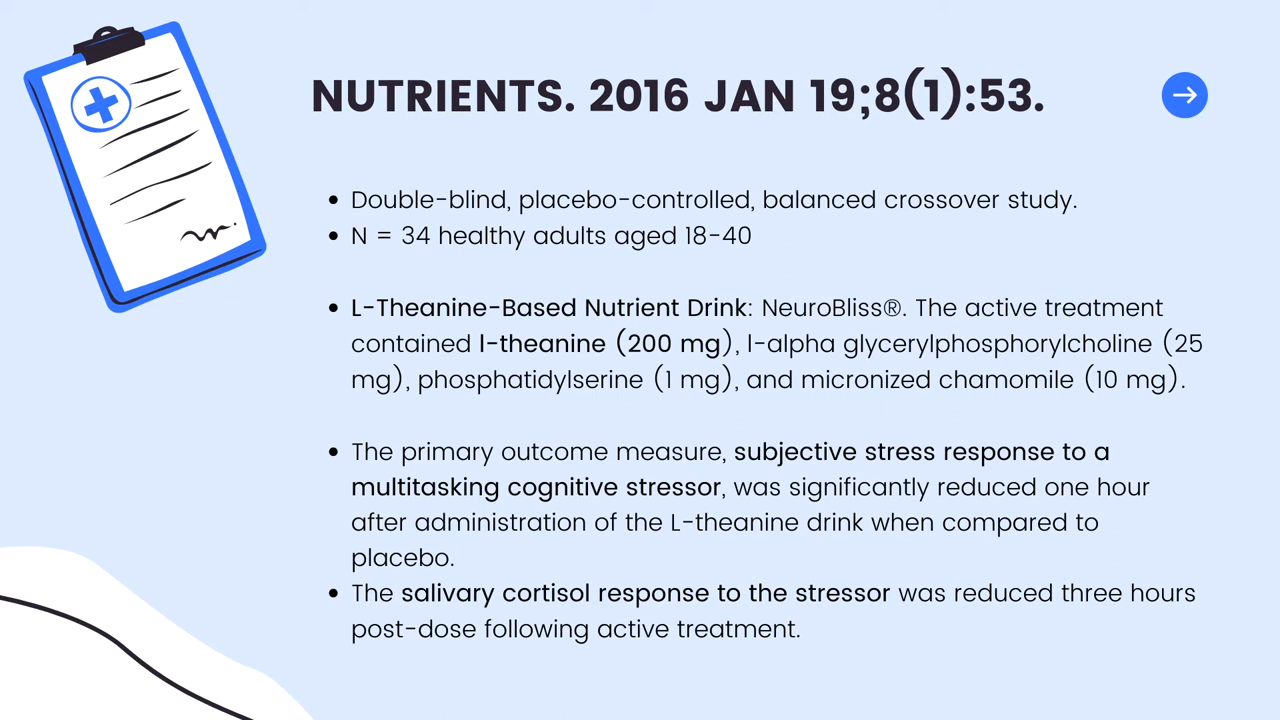 NUTRIENTS. 2016 JAN 19;8(1):53.
• Double-blind, placebo-controlled, balanced crossover study.
• N = 34 healthy adults aged 18-40
• L-Theanine-Based Nutrient Drink: NeuroBliss®. The active treatment
contained l-theanine (200 mg), l-alpha glycerylphosphorylcholine (25
mg), phosphatidylserine (1 mg), and micronized chamomile (10 mg).
• The primary outcome measure, subjective stress response to a
multitasking cognitive stressor, was significantly reduced one hour
after administration of the L-theanine drink when compared to
placebo.
• The salivary cortisol response to the stressor was reduced three hours
post-dose following active treatment.